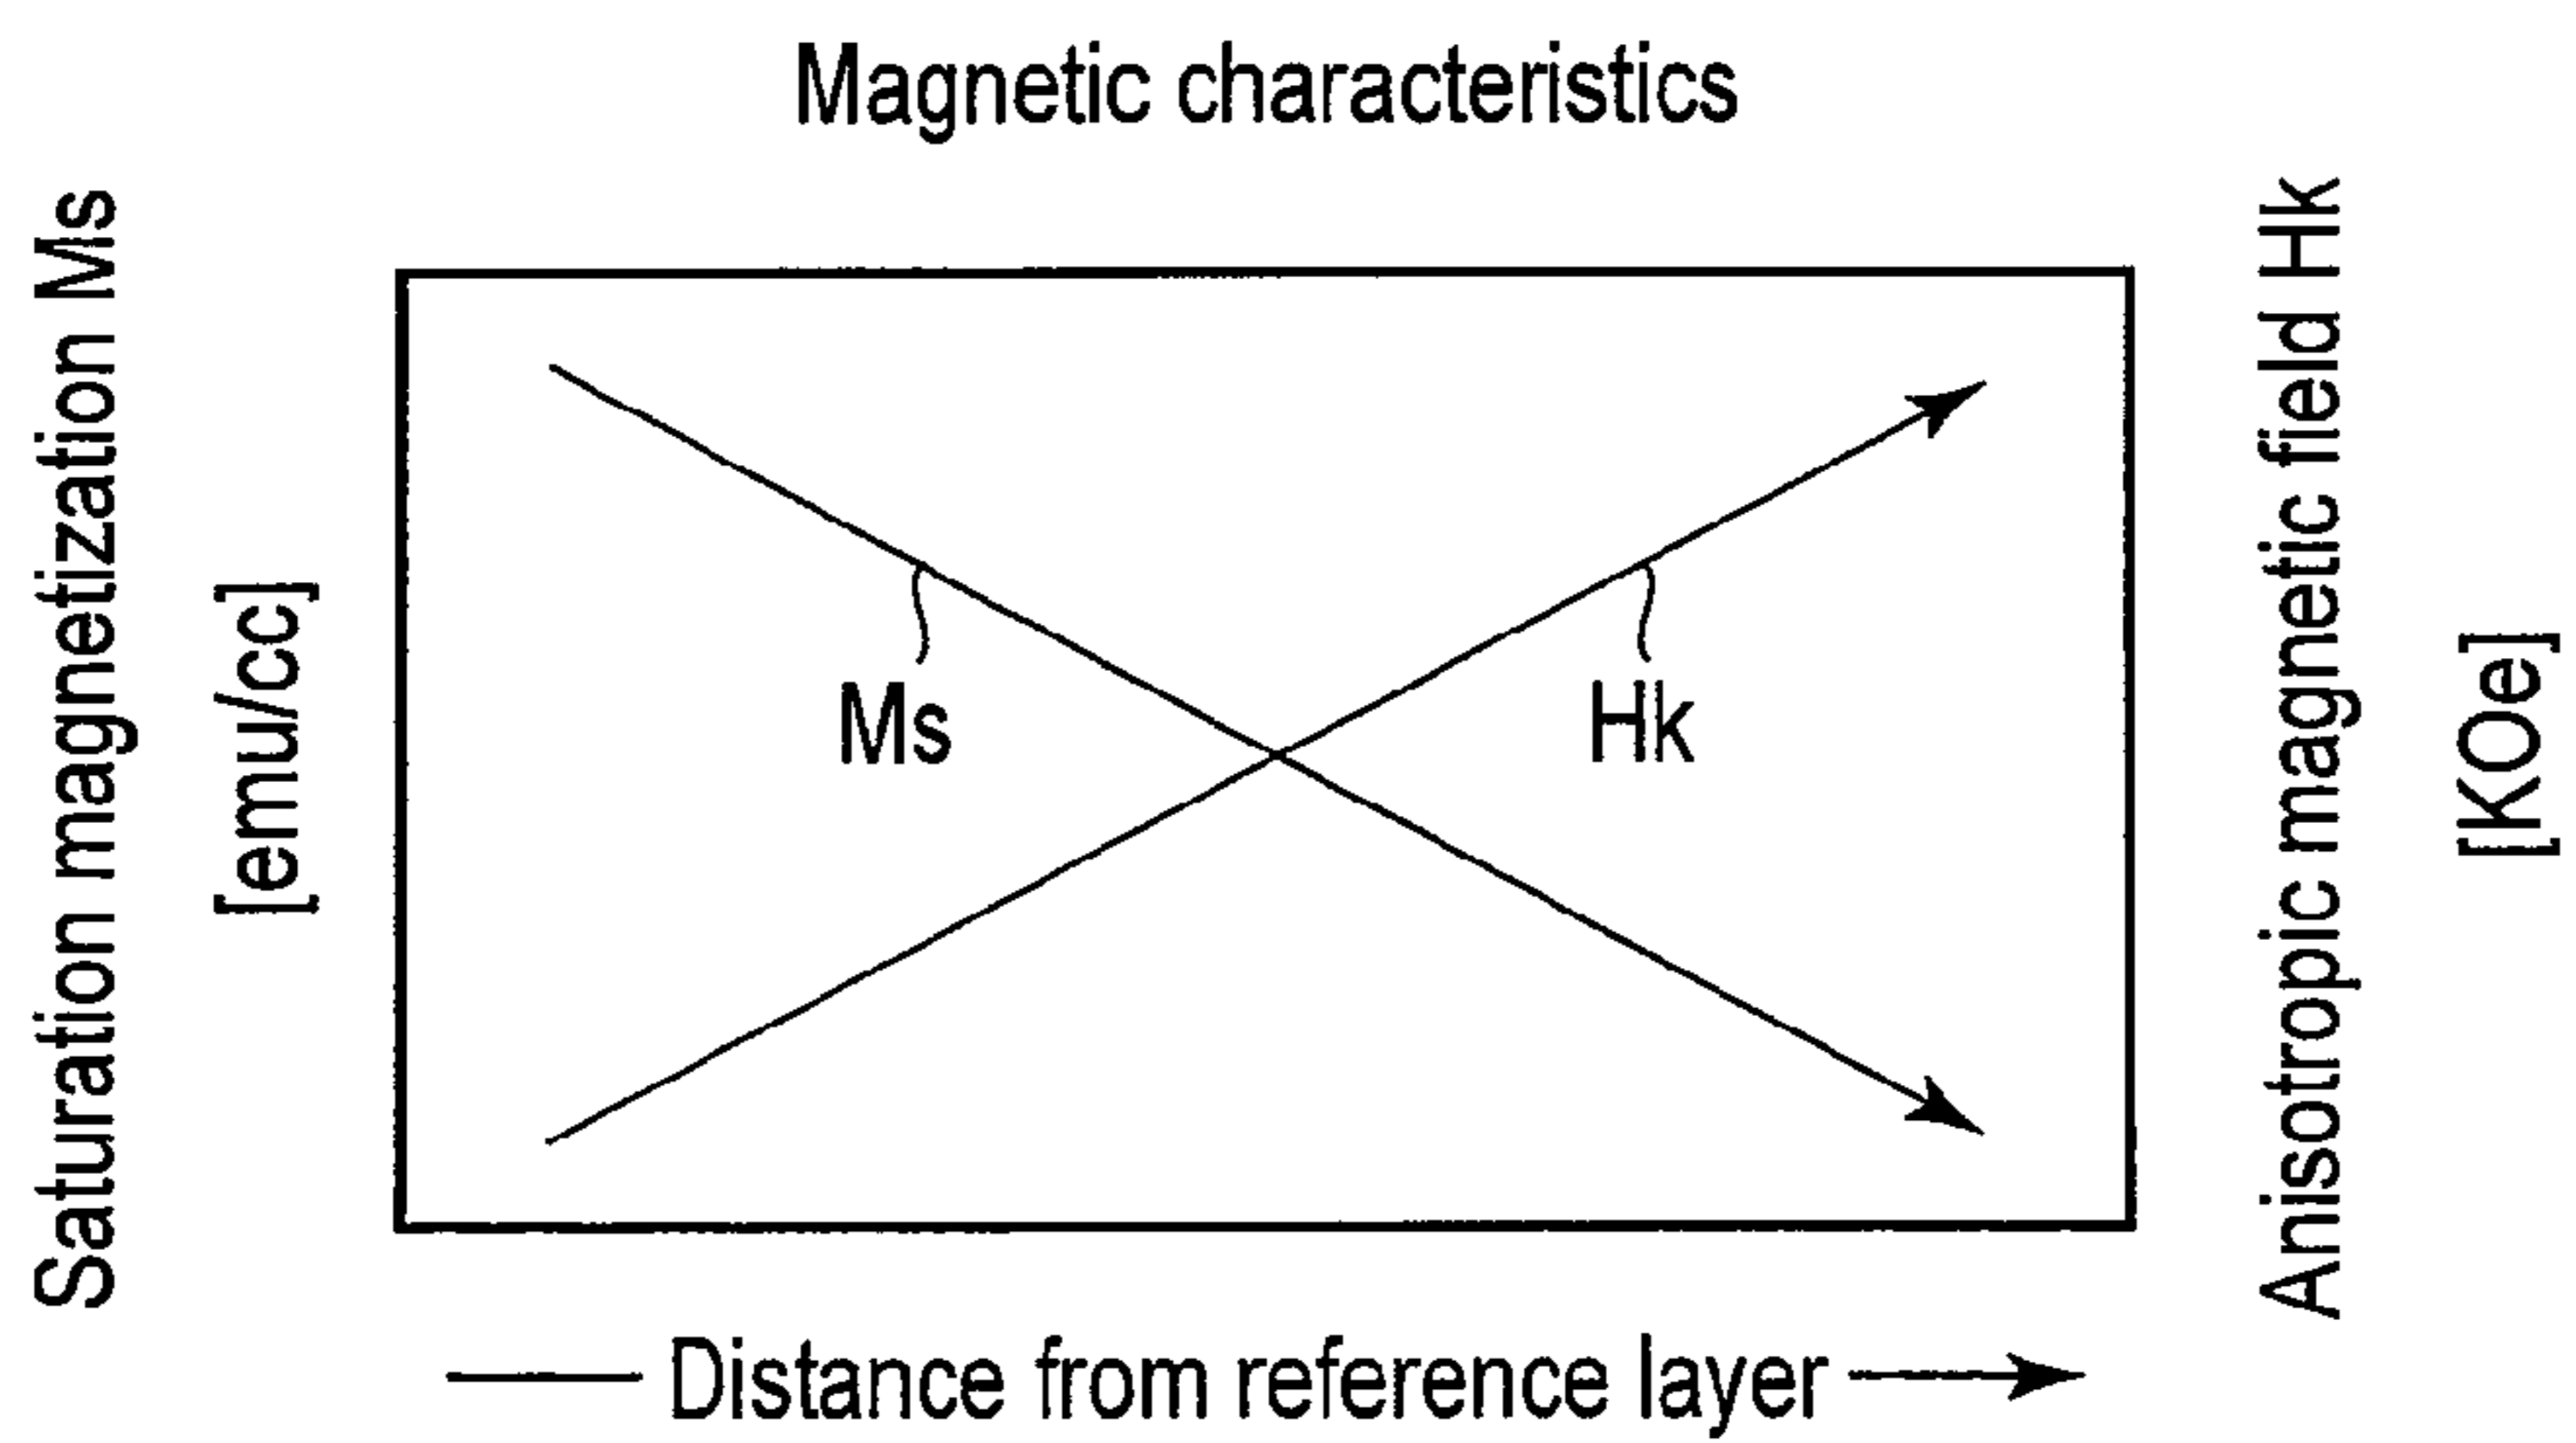 Magnetic characteristics
Saturation magnetization Ms
[emu/cc]
Ms
Hk
Anisotropic magnetic field Hk
[KOe]
Distance from reference layer